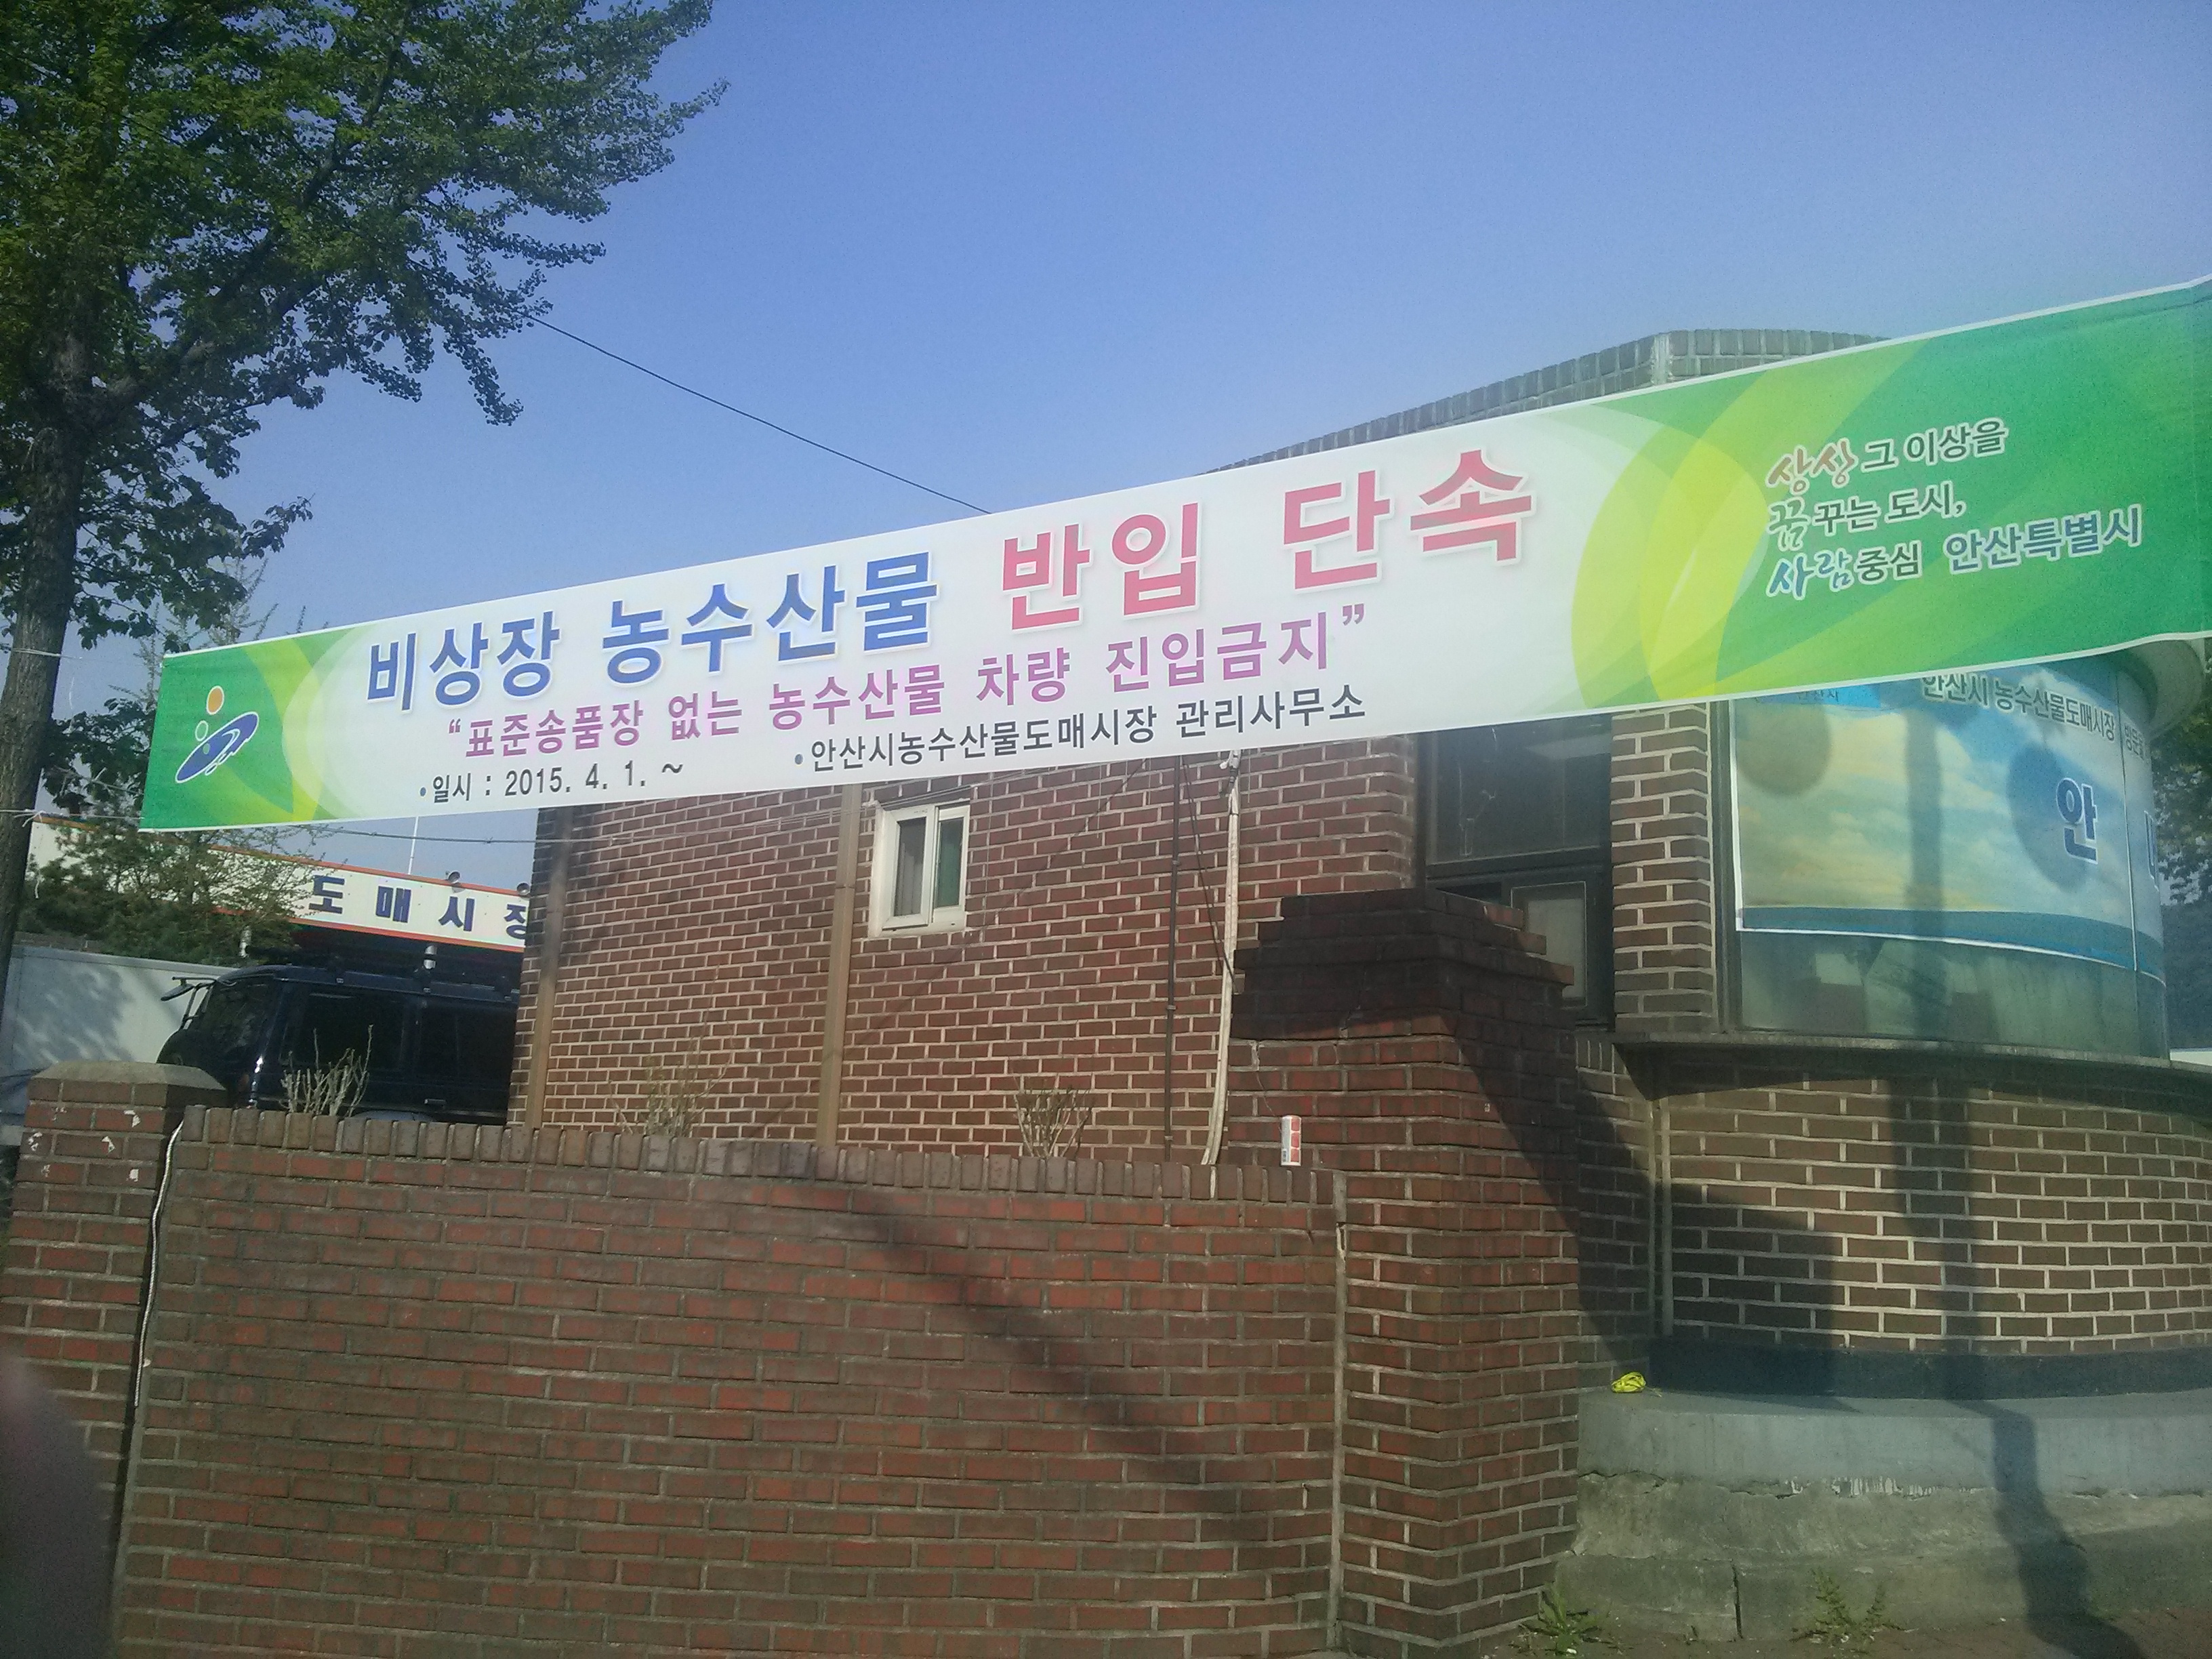 비상장 농수산물 반입 단속
“표준송품장 없는 농수산물 차량 진입금지”
•일시 : 2015. 4. 1. ~
•안산시농수산물도매시장 관리사무소
상상 그 이상을
꿈꾸는 도시,
사람중심 안산특별시
안산시 농수산물도매시장
안
도매시장